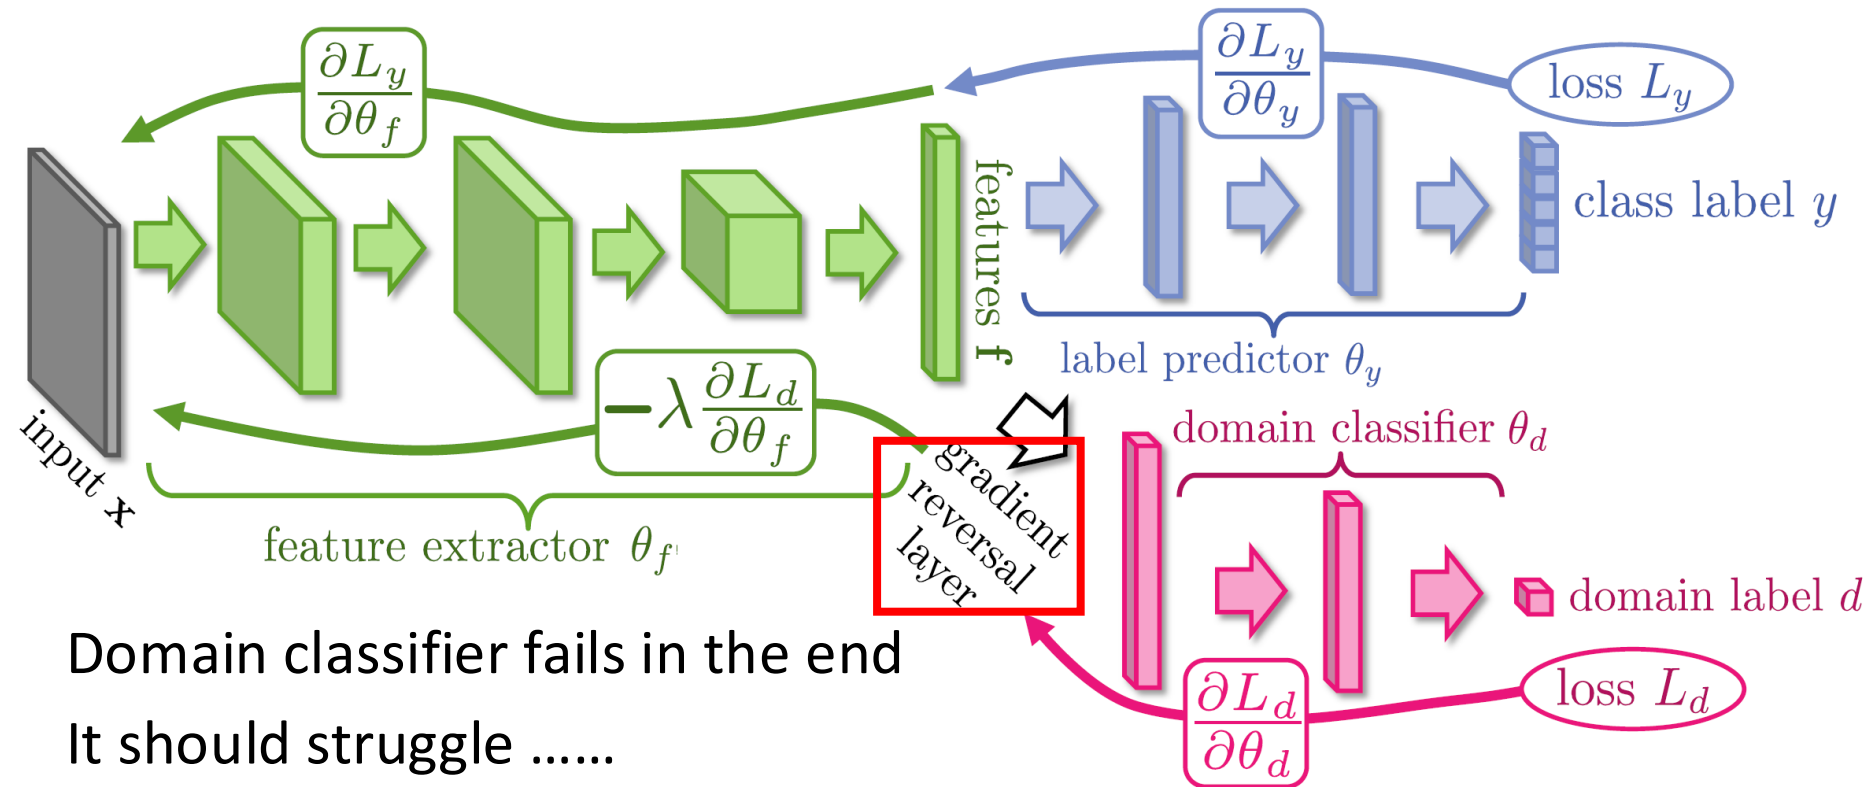 ∂L_y
∂θ_f
∂L_y
∂θ_y
loss L_y
input x
features f
class label y
label predictor θ_y
−λ ∂L_d
∂θ_f
feature extractor θ_f
gradient
reversal
layer
domain classifier θ_d
domain label d
∂L_d
∂θ_d
loss L_d
Domain classifier fails in the end
It should struggle ……